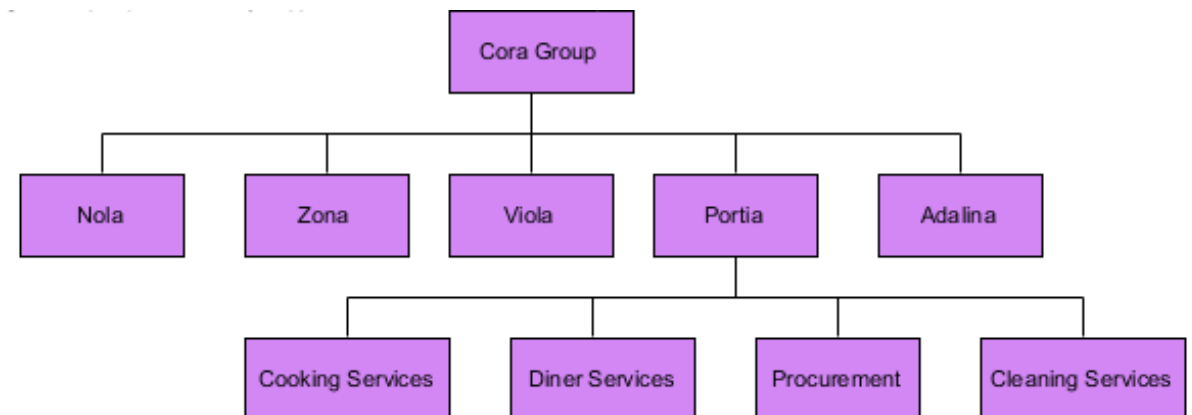 Cora Group
Nola
Zona
Viola
Portia
Adalina
Cooking Services
Diner Services
Procurement
Cleaning Services